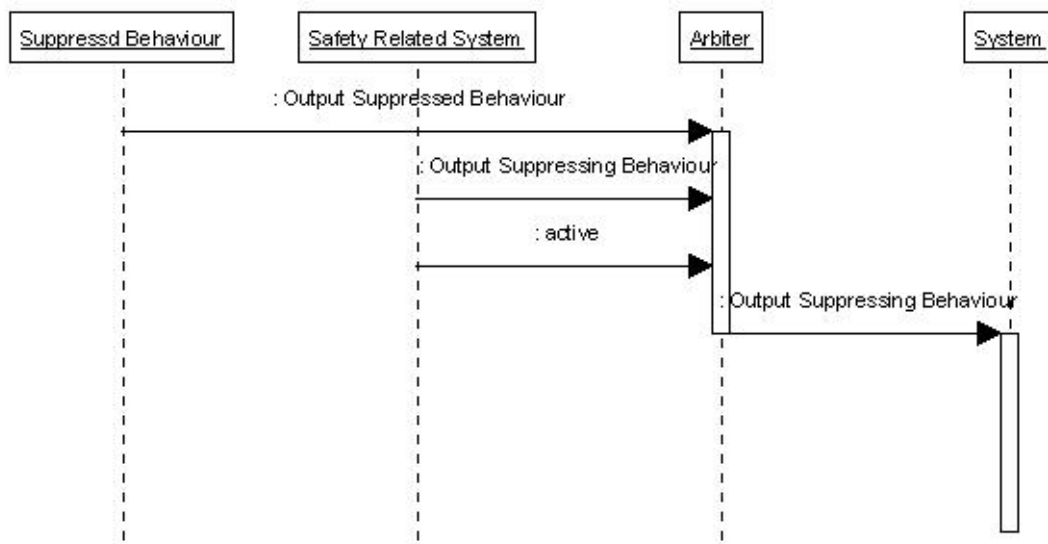 Suppressd Behaviour
Safety Related System
Arbiter
System
: Output Suppressed Behaviour
: Output Suppressing Behaviour
: active
: Output Suppressing Behaviour